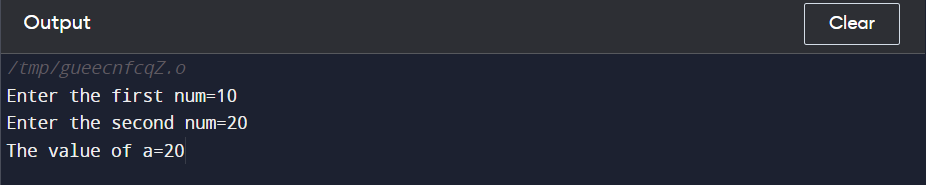 Output
Clear
/tmp/gueecnfcqZ.o
Enter the first num=10
Enter the second num=20
The value of a=20